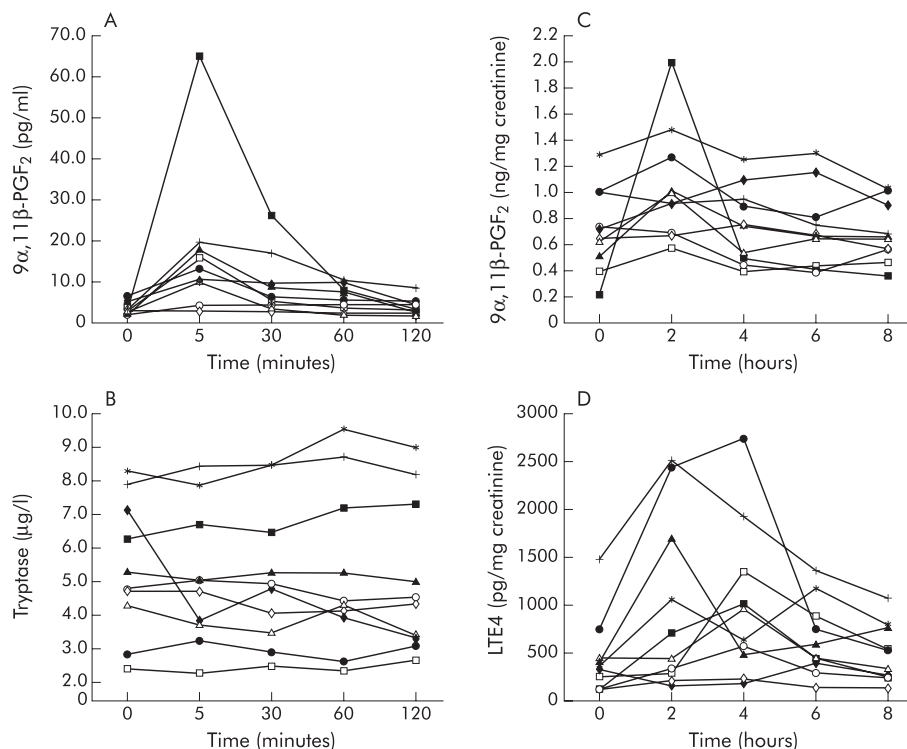 A
9α,11β-PGF2 (pg/ml)
70.0
60.0
50.0
40.0
30.0
20.0
10.0
0
0 5 30 60 120
Time (minutes)
C
9α,11β-PGF2 (ng/mg creatinine)
2.2
2.0
1.8
1.6
1.4
1.2
1.0
0.8
0.6
0.4
0.2
0
0 2 4 6 8
Time (hours)
B
Tryptase (µg/l)
10.0
9.0
8.0
7.0
6.0
5.0
4.0
3.0
2.0
0
0 5 30 60 120
Time (minutes)
D
LTE4 (pg/mg creatinine)
3000
2500
2000
1500
1000
500
0
0 2 4 6 8
Time (hours)